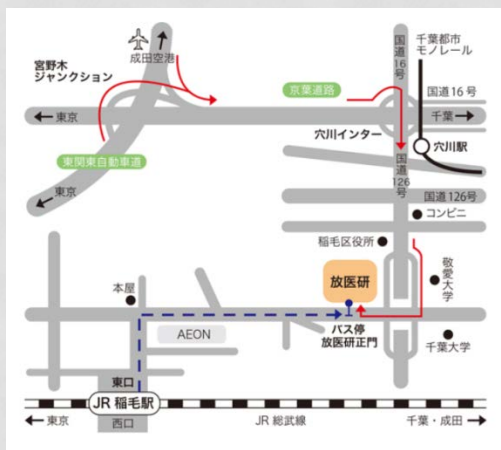 宮野木
ジャンクション
成田空港
国道16号
千葉都市
モノレール
京葉道路
国道16号
東京
千葉
穴川インター
穴川駅
東関東自動車道
東京
国道126号
国道126号
コンビニ
稲毛区役所
放医研
敬愛大学
本屋
AEON
バス停
放医研正門
千葉大学
東口
JR 稲毛駅
西口
東京
JR 総武線
千葉・成田